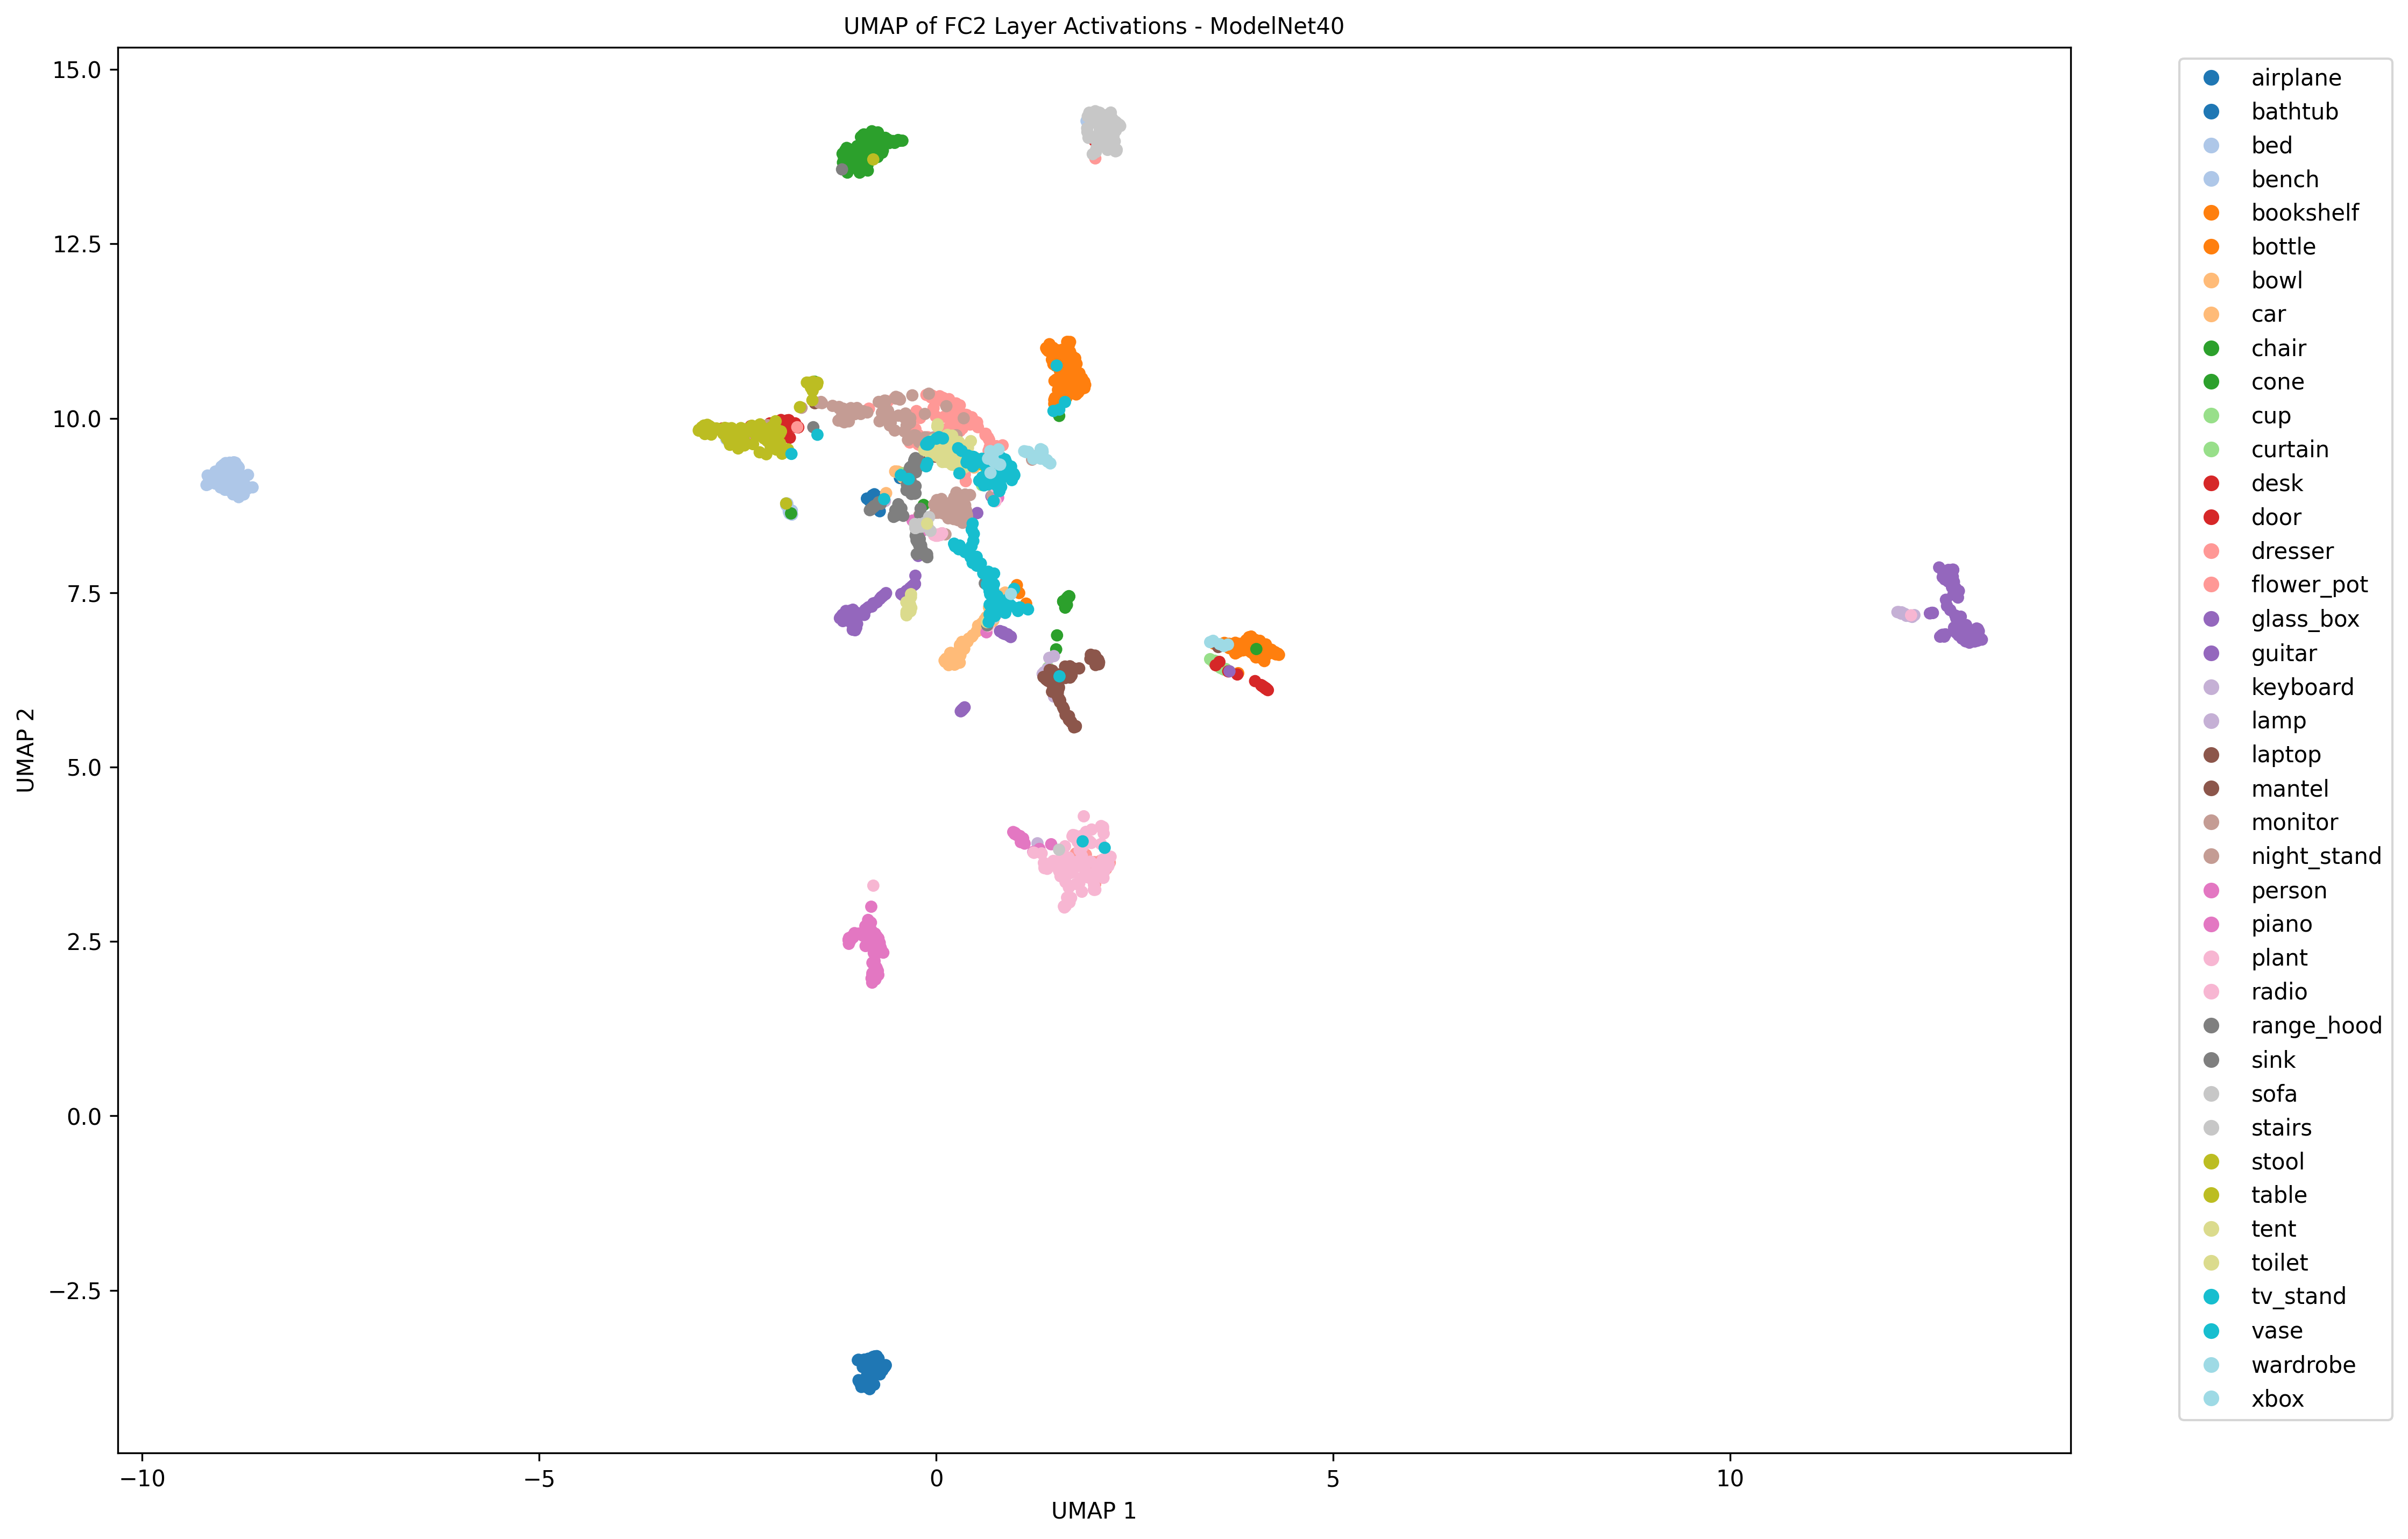 UMAP of FC2 Layer Activations - ModelNet40
15.0
12.5
10.0
7.5
5.0
2.5
0.0
−2.5
UMAP 2
−10
−5
0
5
10
UMAP 1
airplane
bathtub
bed
bench
bookshelf
bottle
bowl
car
chair
cone
cup
curtain
desk
door
dresser
flower_pot
glass_box
guitar
keyboard
lamp
laptop
mantel
monitor
night_stand
person
piano
plant
radio
range_hood
sink
sofa
stairs
stool
table
tent
toilet
tv_stand
vase
wardrobe
xbox